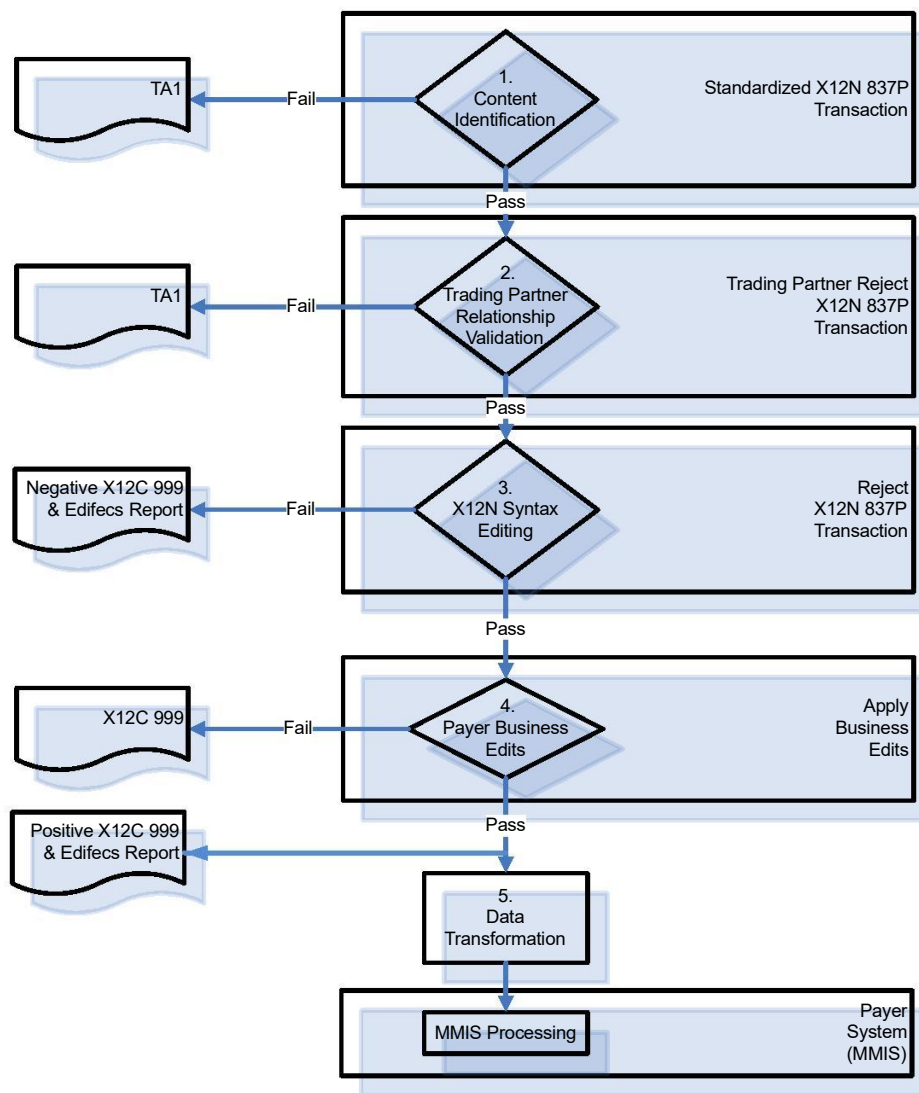 TA1
Fail
1.
Content
Identification
Standardized X12N 837P
Transaction
Pass
TA1
Fail
2.
Trading Partner
Relationship
Validation
Trading Partner Reject
X12N 837P
Transaction
Pass
Negative X12C 999
& Edifecs Report
Fail
3.
X12N Syntax
Editing
Reject
X12N 837P
Transaction
Pass
X12C 999
Fail
4.
Payer Business
Edits
Apply
Business
Edits
Pass
Positive X12C 999
& Edifecs Report
5.
Data
Transformation
MMIS Processing
Payer
System
(MMIS)